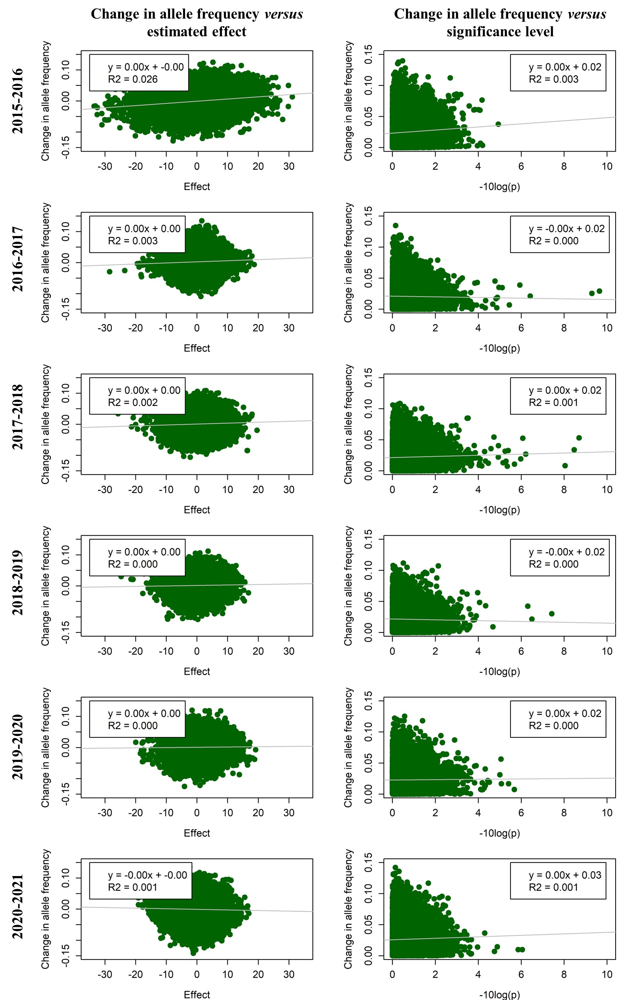 Change in allele frequency versus
estimated effect
Change in allele frequency versus
significance level
2015-2016
Change in allele frequency
-0.15 0.00 0.10
y = 0.00x + -0.00
R2 = 0.026
-30 -20 -10 0 10 20 30
Effect
Change in allele frequency
0.00 0.05 0.10 0.15
y = 0.00x + 0.02
R2 = 0.003
0 2 4 6 8 10
-10log(p)
2016-2017
Change in allele frequency
-0.15 0.00 0.10
y = 0.00x + 0.00
R2 = 0.003
-30 -20 -10 0 10 20 30
Effect
Change in allele frequency
0.00 0.05 0.10 0.15
y = -0.00x + 0.02
R2 = 0.000
0 2 4 6 8 10
-10log(p)
2017-2018
Change in allele frequency
-0.15 0.00 0.10
y = 0.00x + 0.00
R2 = 0.002
-30 -20 -10 0 10 20 30
Effect
Change in allele frequency
0.00 0.05 0.10 0.15
y = 0.00x + 0.02
R2 = 0.001
0 2 4 6 8 10
-10log(p)
2018-2019
Change in allele frequency
-0.15 0.00 0.10
y = 0.00x + 0.00
R2 = 0.000
-30 -20 -10 0 10 20 30
Effect
Change in allele frequency
0.00 0.05 0.10 0.15
y = -0.00x + 0.02
R2 = 0.000
0 2 4 6 8 10
-10log(p)
2019-2020
Change in allele frequency
-0.15 0.00 0.10
y = 0.00x + 0.00
R2 = 0.000
-30 -20 -10 0 10 20 30
Effect
Change in allele frequency
0.00 0.05 0.10 0.15
y = 0.00x + 0.02
R2 = 0.000
0 2 4 6 8 10
-10log(p)
2020-2021
Change in allele frequency
-0.15 0.00 0.10
y = -0.00x + -0.00
R2 = 0.001
-30 -20 -10 0 10 20 30
Effect
Change in allele frequency
0.00 0.05 0.10 0.15
y = 0.00x + 0.03
R2 = 0.001
0 2 4 6 8 10
-10log(p)